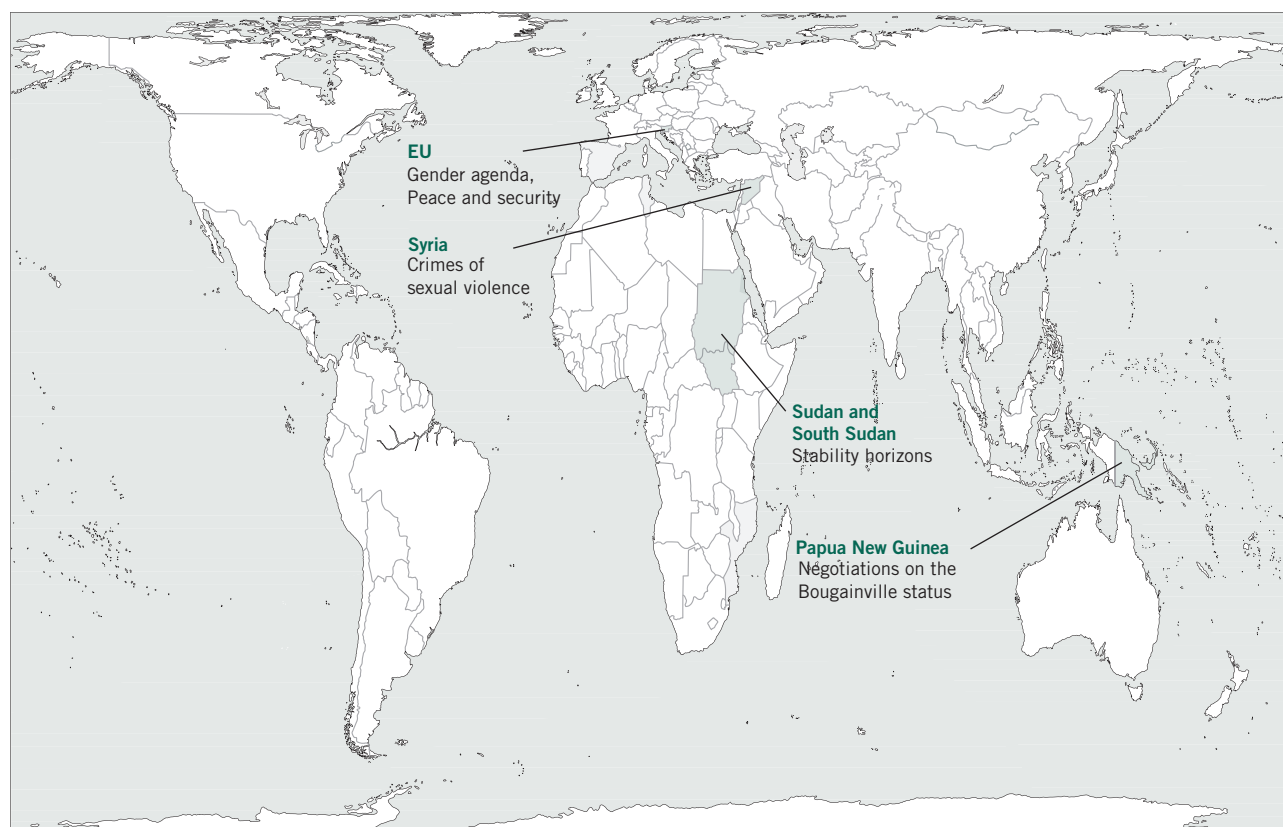 EU
Gender agenda,
Peace and security
Syria
Crimes of
sexual violence
Sudan and
South Sudan
Stability horizons
Papua New Guinea
Negotiations on the
Bougainville status